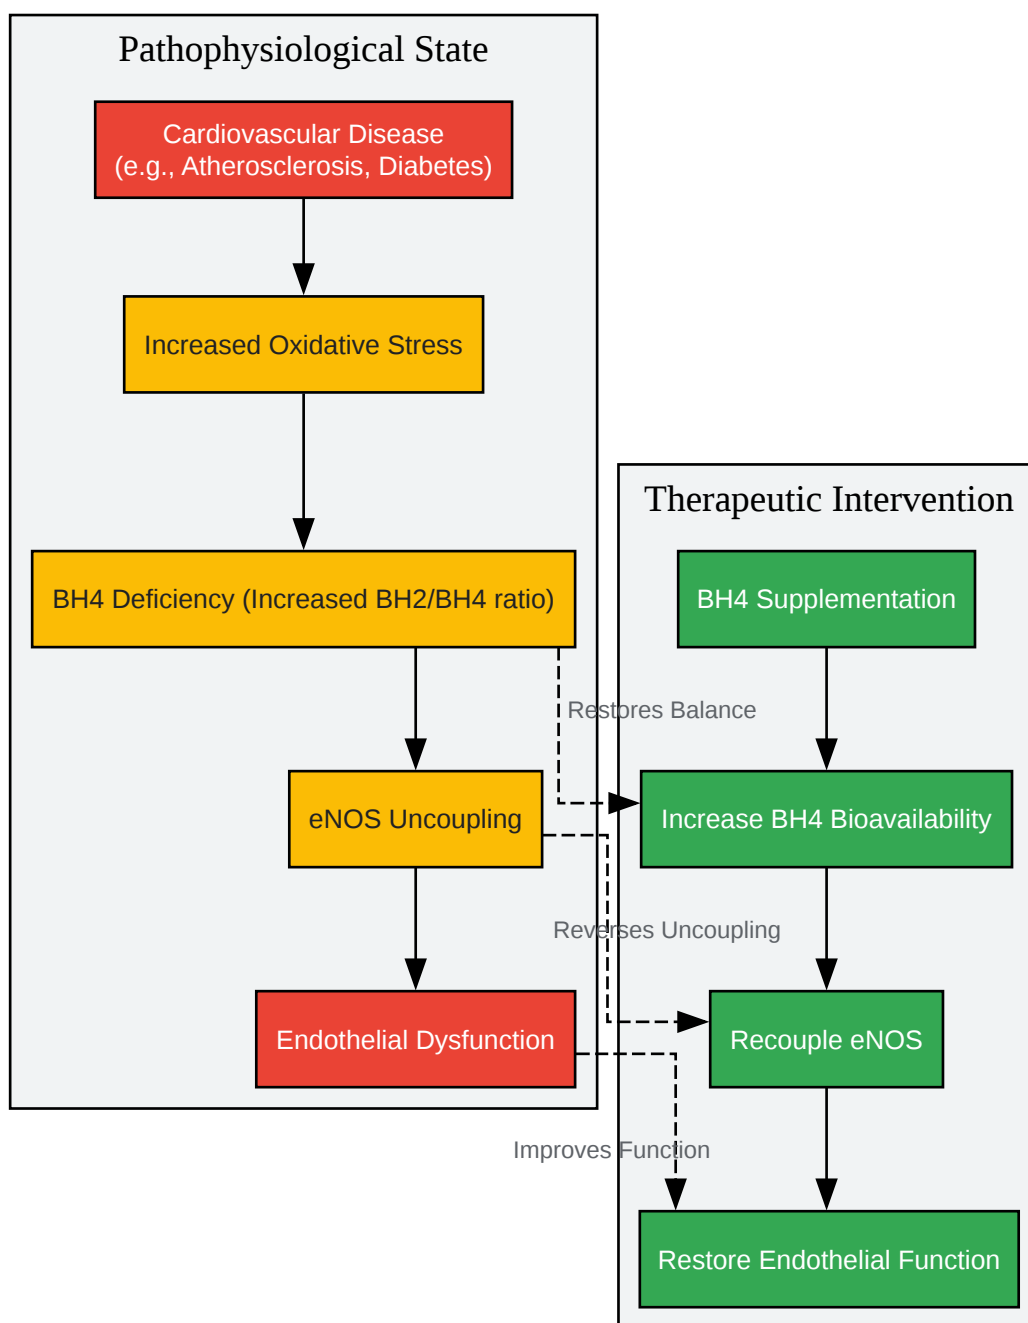 Pathophysiological State
Cardiovascular Disease
(e.g., Atherosclerosis, Diabetes)
Increased Oxidative Stress
BH4 Deficiency (Increased BH2/BH4 ratio)
eNOS Uncoupling
Endothelial Dysfunction
Therapeutic Intervention
BH4 Supplementation
Restores Balance
Increase BH4 Bioavailability
Reverses Uncoupling
Recouple eNOS
Improves Function
Restore Endothelial Function